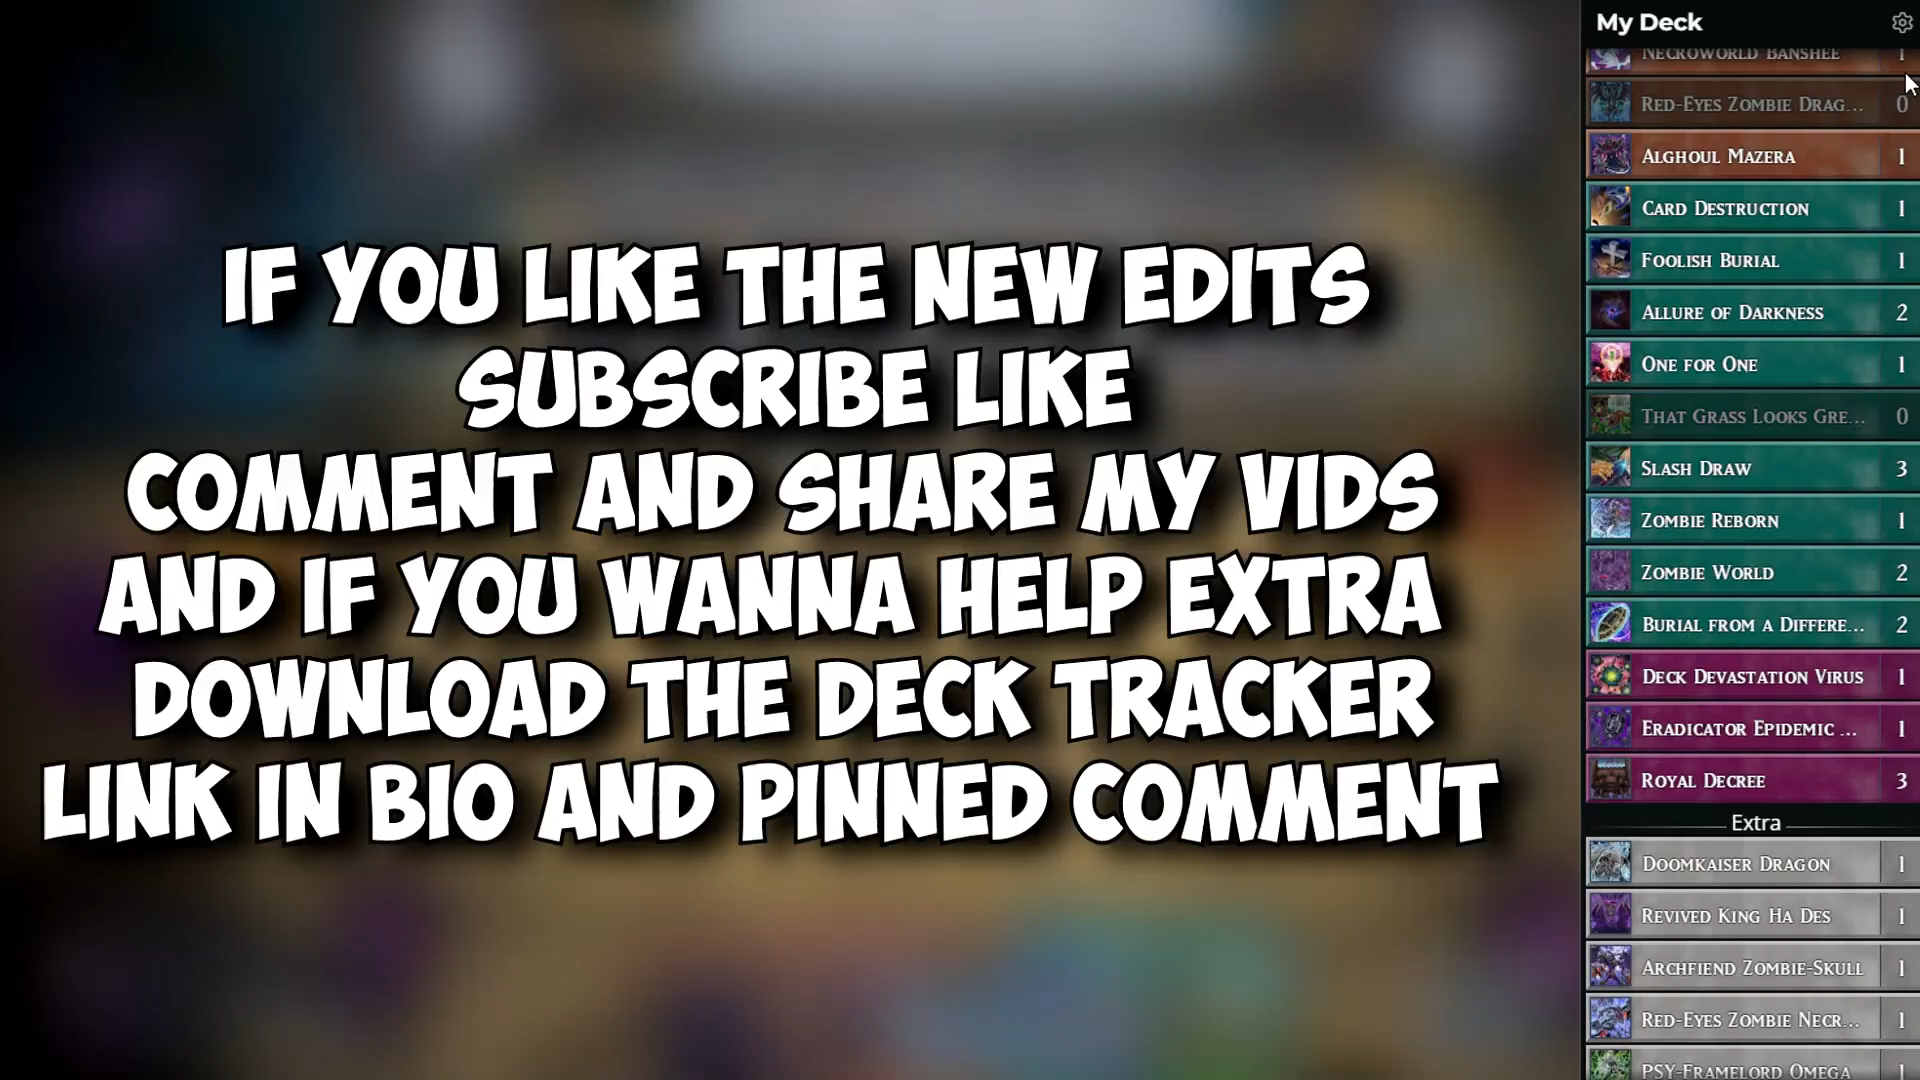 IF YOU LIKE THE NEW EDITS
SUBSCRIBE LIKE
COMMENT AND SHARE MY VIDS
AND IF YOU WANNA HELP EXTRA
DOWNLOAD THE DECK TRACKER
LINK IN BIO AND PINNED COMMENT
My Deck
NECROWORLD BANSHEE 1
RED-EYES ZOMBIE DRAG... 0
ALGHOUL MAZERA 1
CARD DESTRUCTION 1
FOOLISH BURIAL 1
ALLURE OF DARKNESS 2
ONE FOR ONE 1
THAT GRASS LOOKS GRE... 0
SLASH DRAW 3
ZOMBIE REBORN 1
ZOMBIE WORLD 2
BURIAL FROM A DIFFERE... 2
DECK DEVASTATION VIRUS 1
ERADICATOR EPIDEMIC ... 1
ROYAL DECREE 3
Extra
DOOMKAISER DRAGON 1
REVIVED KING HA DES 1
ARCHFIEND ZOMBIE-SKULL 1
RED-EYES ZOMBIE NECR... 1
PSY-FRAMELORD OMEGA 1